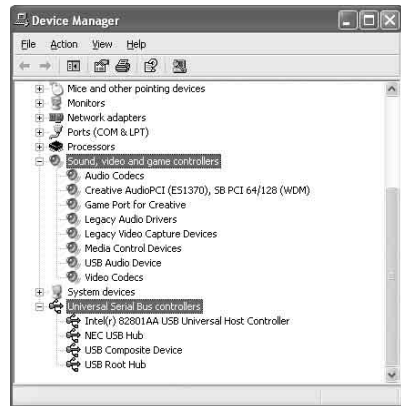 Device Manager
File Action View Help
Mice and other pointing devices
Monitors
Network adapters
Ports (COM & LPT)
Processors
Sound, video and game controllers
Audio Codecs
Creative AudioPCI (ES1370), SB PCI 64/128 (WDM)
Game Port for Creative
Legacy Audio Drivers
Legacy Video Capture Devices
Media Control Devices
USB Audio Device
Video Codecs
System devices
Universal Serial Bus controllers
Intel(r) 82801AA USB Universal Host Controller
NEC USB Hub
USB Composite Device
USB Root Hub